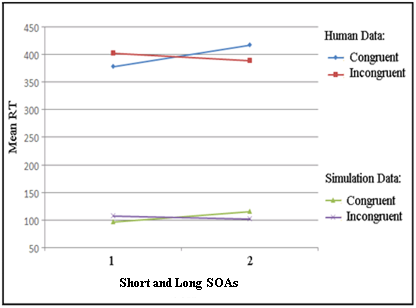 450
400
350
300
250
200
150
100
50
Mean RT
1
2
Short and Long SOAs
Human Data:
Congruent
Incongruent
Simulation Data:
Congruent
Incongruent